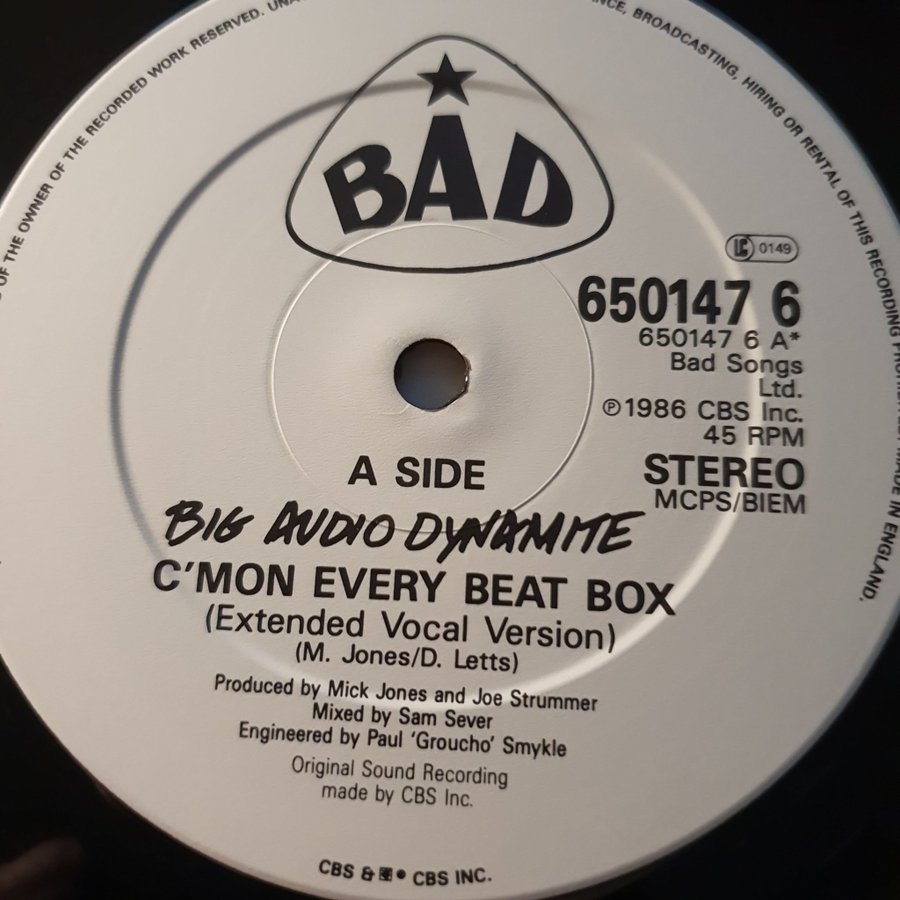 OF THE OWNER OF THE RECORDED WORK RESERVED.
BROADCASTING, HIRING OR RENTAL OF THIS RECORDING
MADE IN ENGLAND.
BAD
LC 0149
650147 6
650147 6 A*
Bad Songs
Ltd.
℗1986 CBS Inc.
45 RPM
STEREO
MCPS/BIEM
A SIDE
BIG AUDIO DYNAMITE
C'MON EVERY BEAT BOX
(Extended Vocal Version)
(M. Jones/D. Letts)
Produced by Mick Jones and Joe Strummer
Mixed by Sam Sever
Engineered by Paul 'Groucho' Smykle
Original Sound Recording
made by CBS Inc.
CBS & CBS INC.